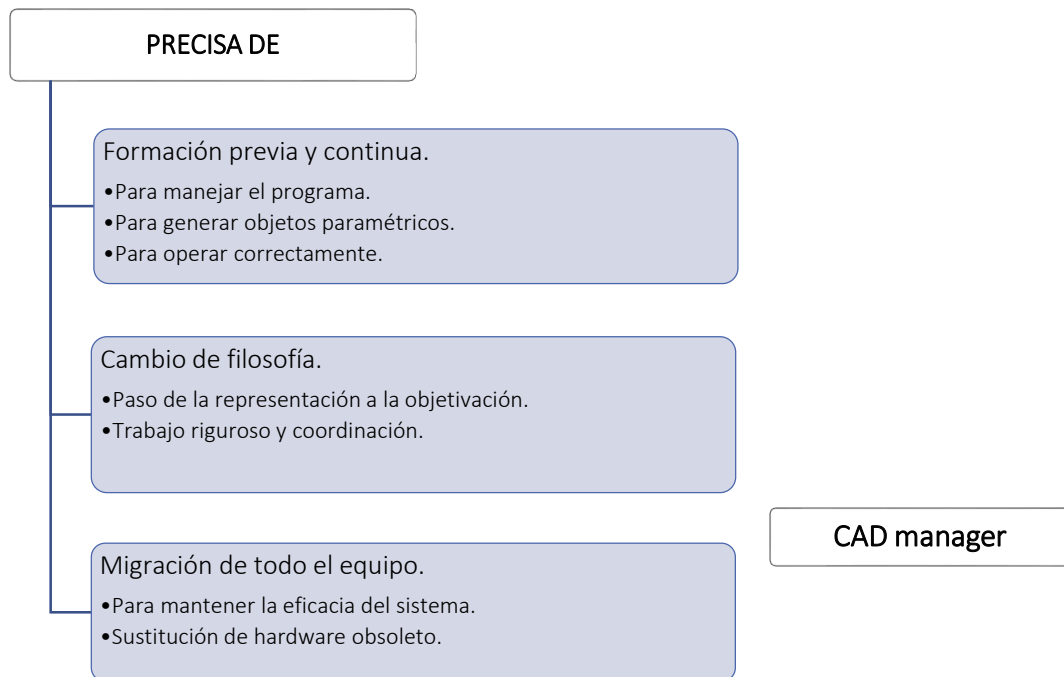 PRECISA DE
Formación previa y continua.
•Para manejar el programa.
•Para generar objetos paramétricos.
•Para operar correctamente.
Cambio de filosofía.
•Paso de la representación a la objetivación.
•Trabajo riguroso y coordinación.
CAD manager
Migración de todo el equipo.
•Para mantener la eficacia del sistema.
•Sustitución de hardware obsoleto.